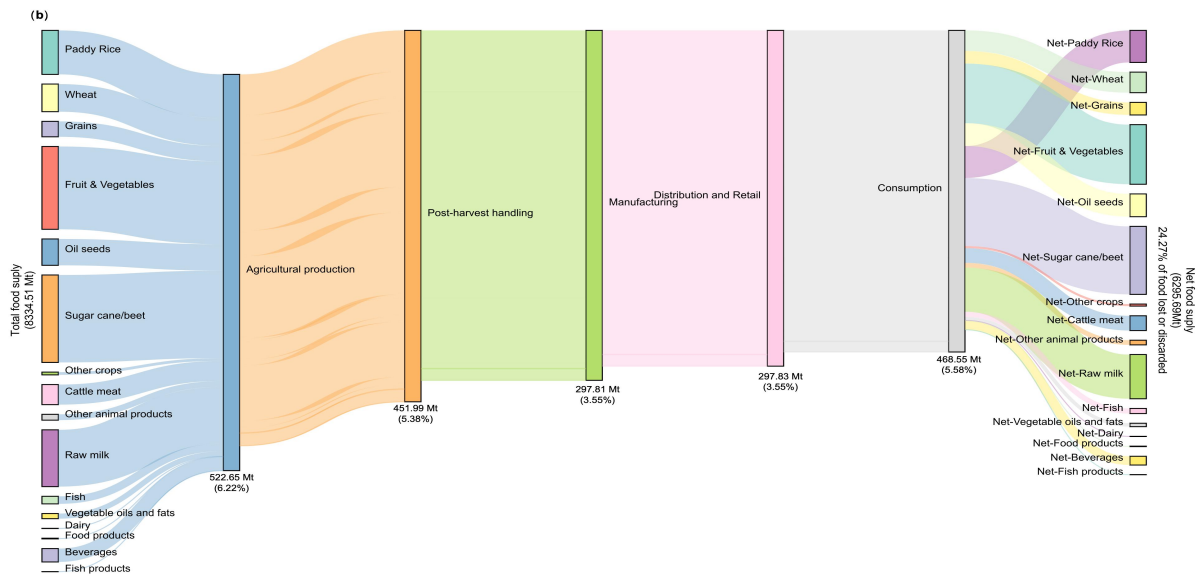 (b)
Total food suply
(8334.51 Mt)
Paddy Rice
Wheat
Grains
Fruit & Vegetables
Oil seeds
Sugar cane/beet
Other crops
Cattle meat
Other animal products
Raw milk
Fish
Vegetable oils and fats
Dairy
Food products
Beverages
Fish products
Agricultural production
522.65 Mt
(6.22%)
Post-harvest handling
451.99 Mt
(5.38%)
Manufacturing
297.81 Mt
(3.55%)
Distribution and Retail
297.83 Mt
(3.55%)
Consumption
468.55 Mt
(5.58%)
Net-Paddy Rice
Net-Wheat
Net-Grains
Net-Fruit & Vegetables
Net-Oil seeds
Net-Sugar cane/beet
Net-Other crops
Net-Cattle meat
Net-Other animal products
Net-Raw milk
Net-Fish
Net-Vegetable oils and fats
Net-Dairy
Net-Food products
Net-Beverages
Net-Fish products
Net food suply
(6295.69Mt)
24.27% of food lost or discarded